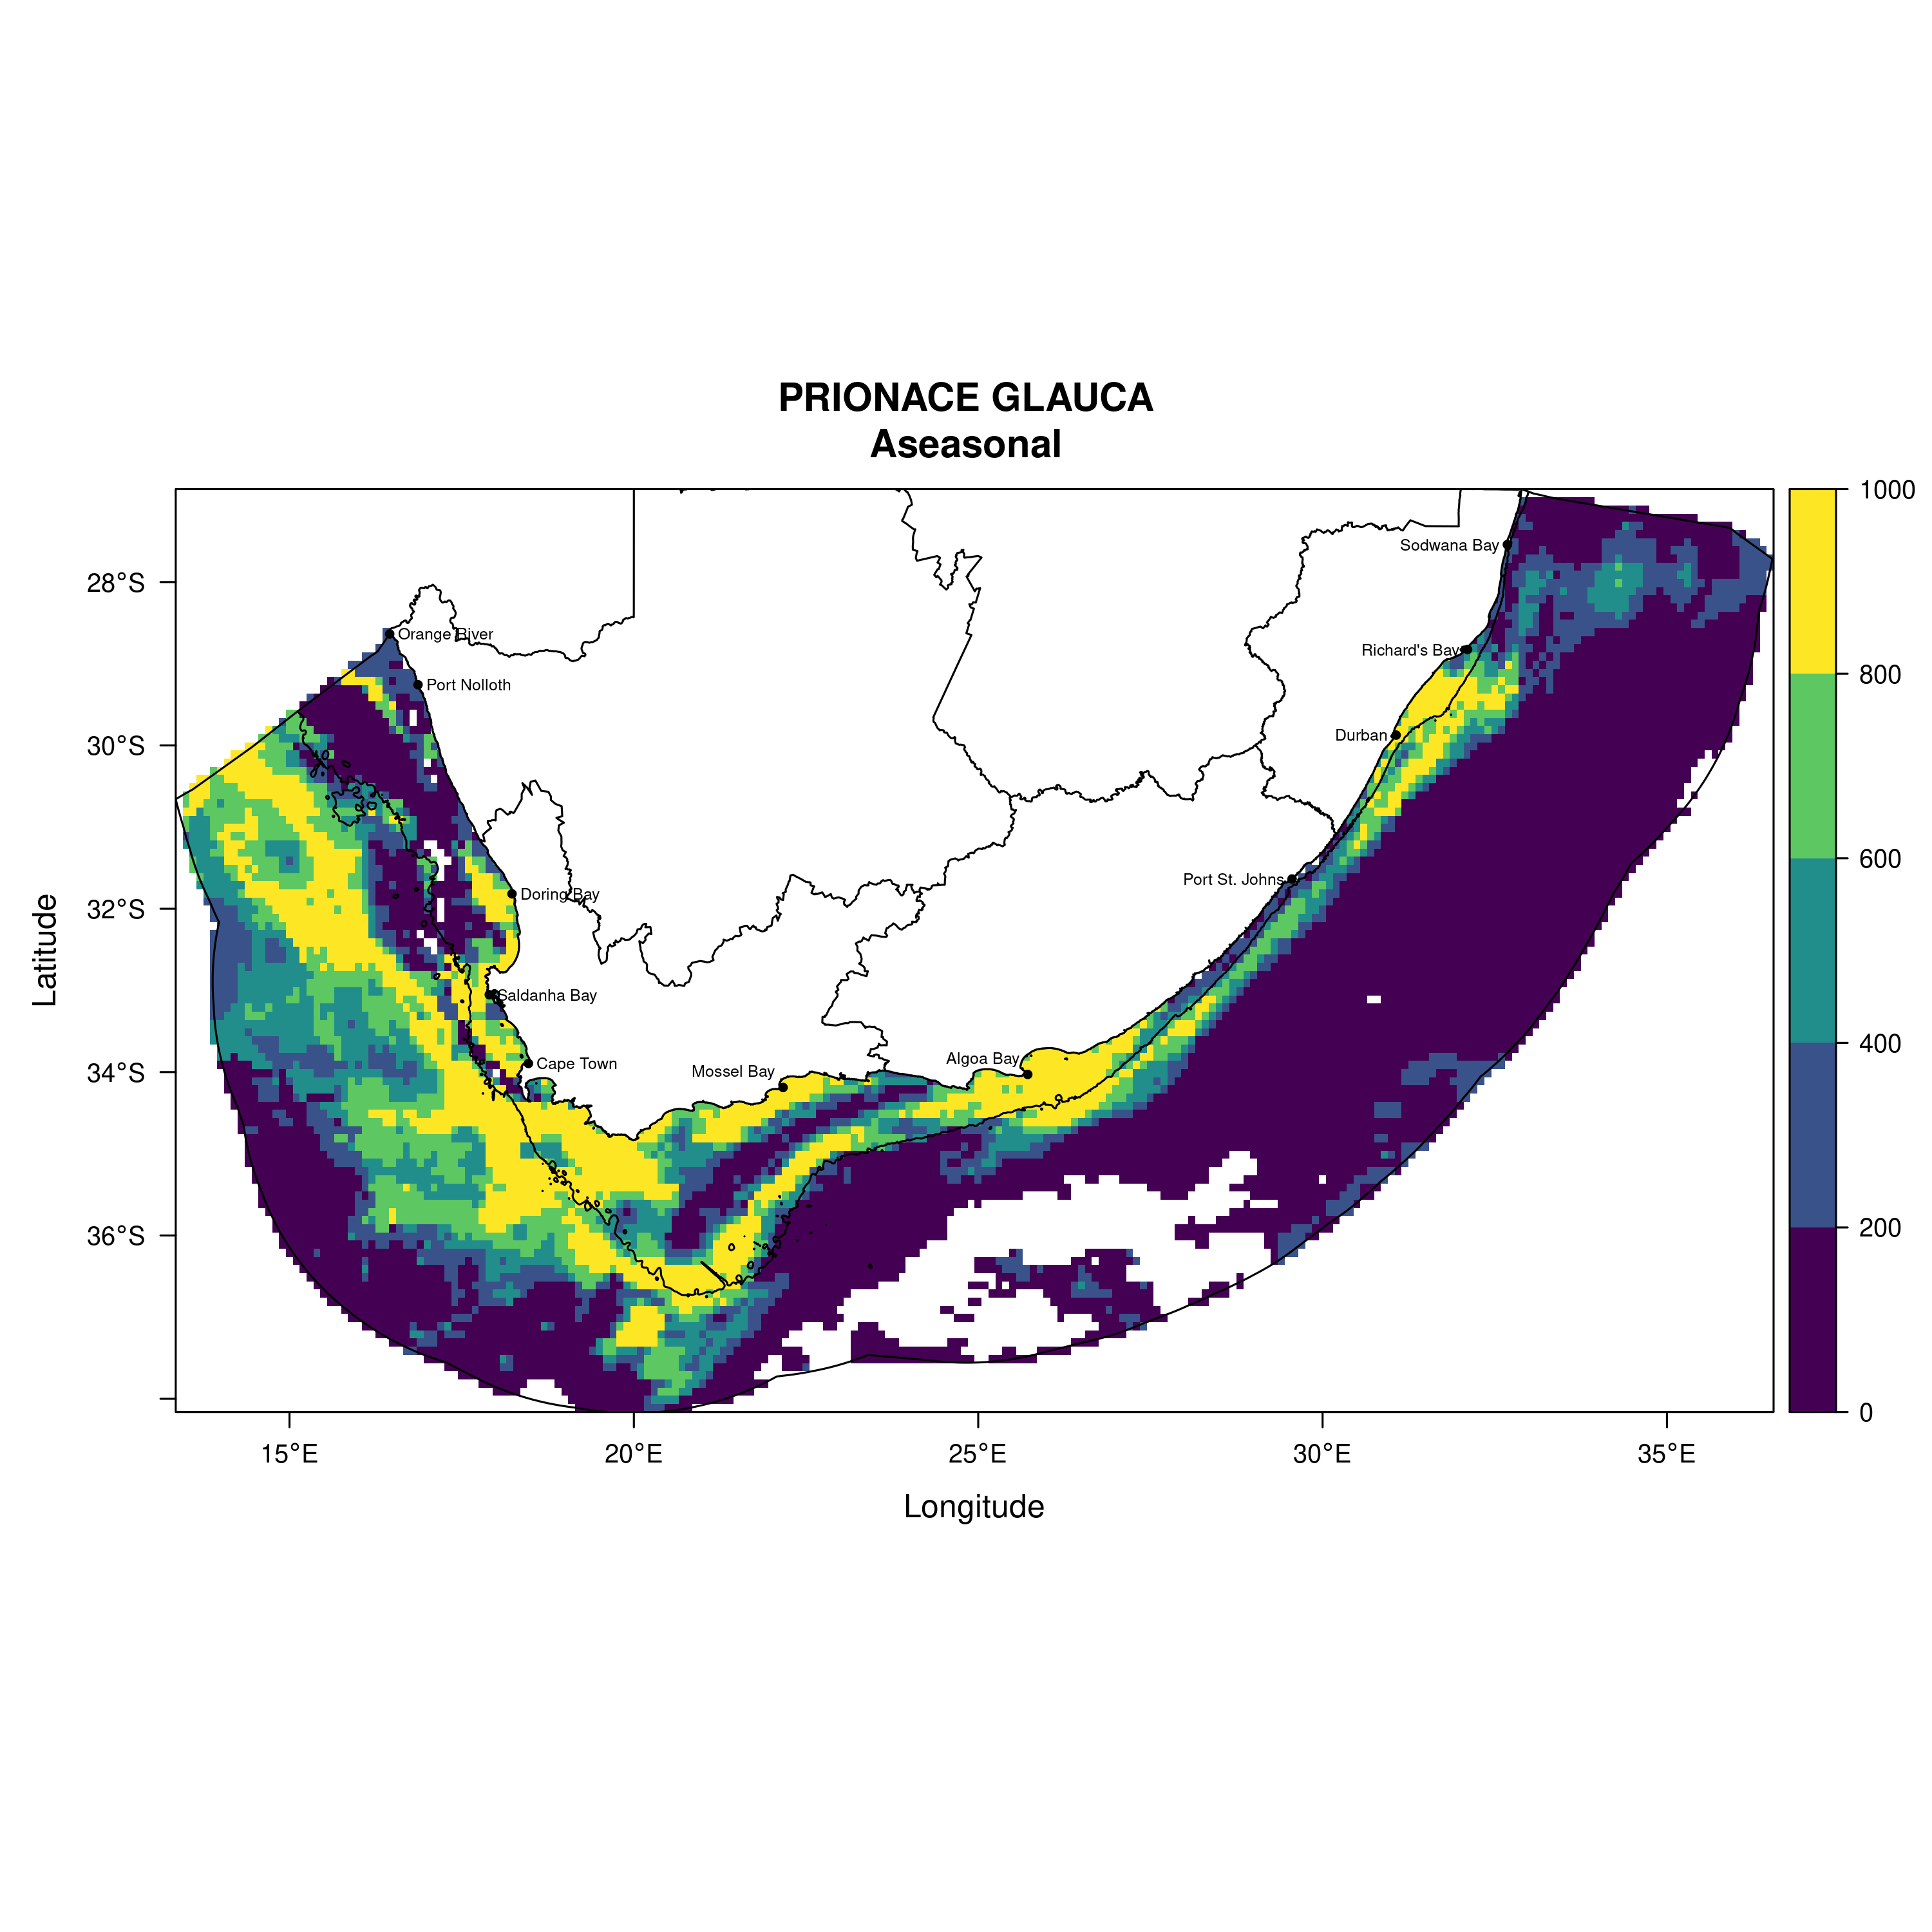 PRIONACE GLAUCA
Aseasonal
Sodwana Bay
Richard's Bay
Durban
Port St. Johns
Algoa Bay
Mossel Bay
Orange River
Port Nolloth
Doring Bay
Saldanha Bay
Cape Town
28°S
30°S
32°S
34°S
36°S
Latitude
15°E
20°E
25°E
30°E
35°E
Longitude
1000
800
600
400
200
0